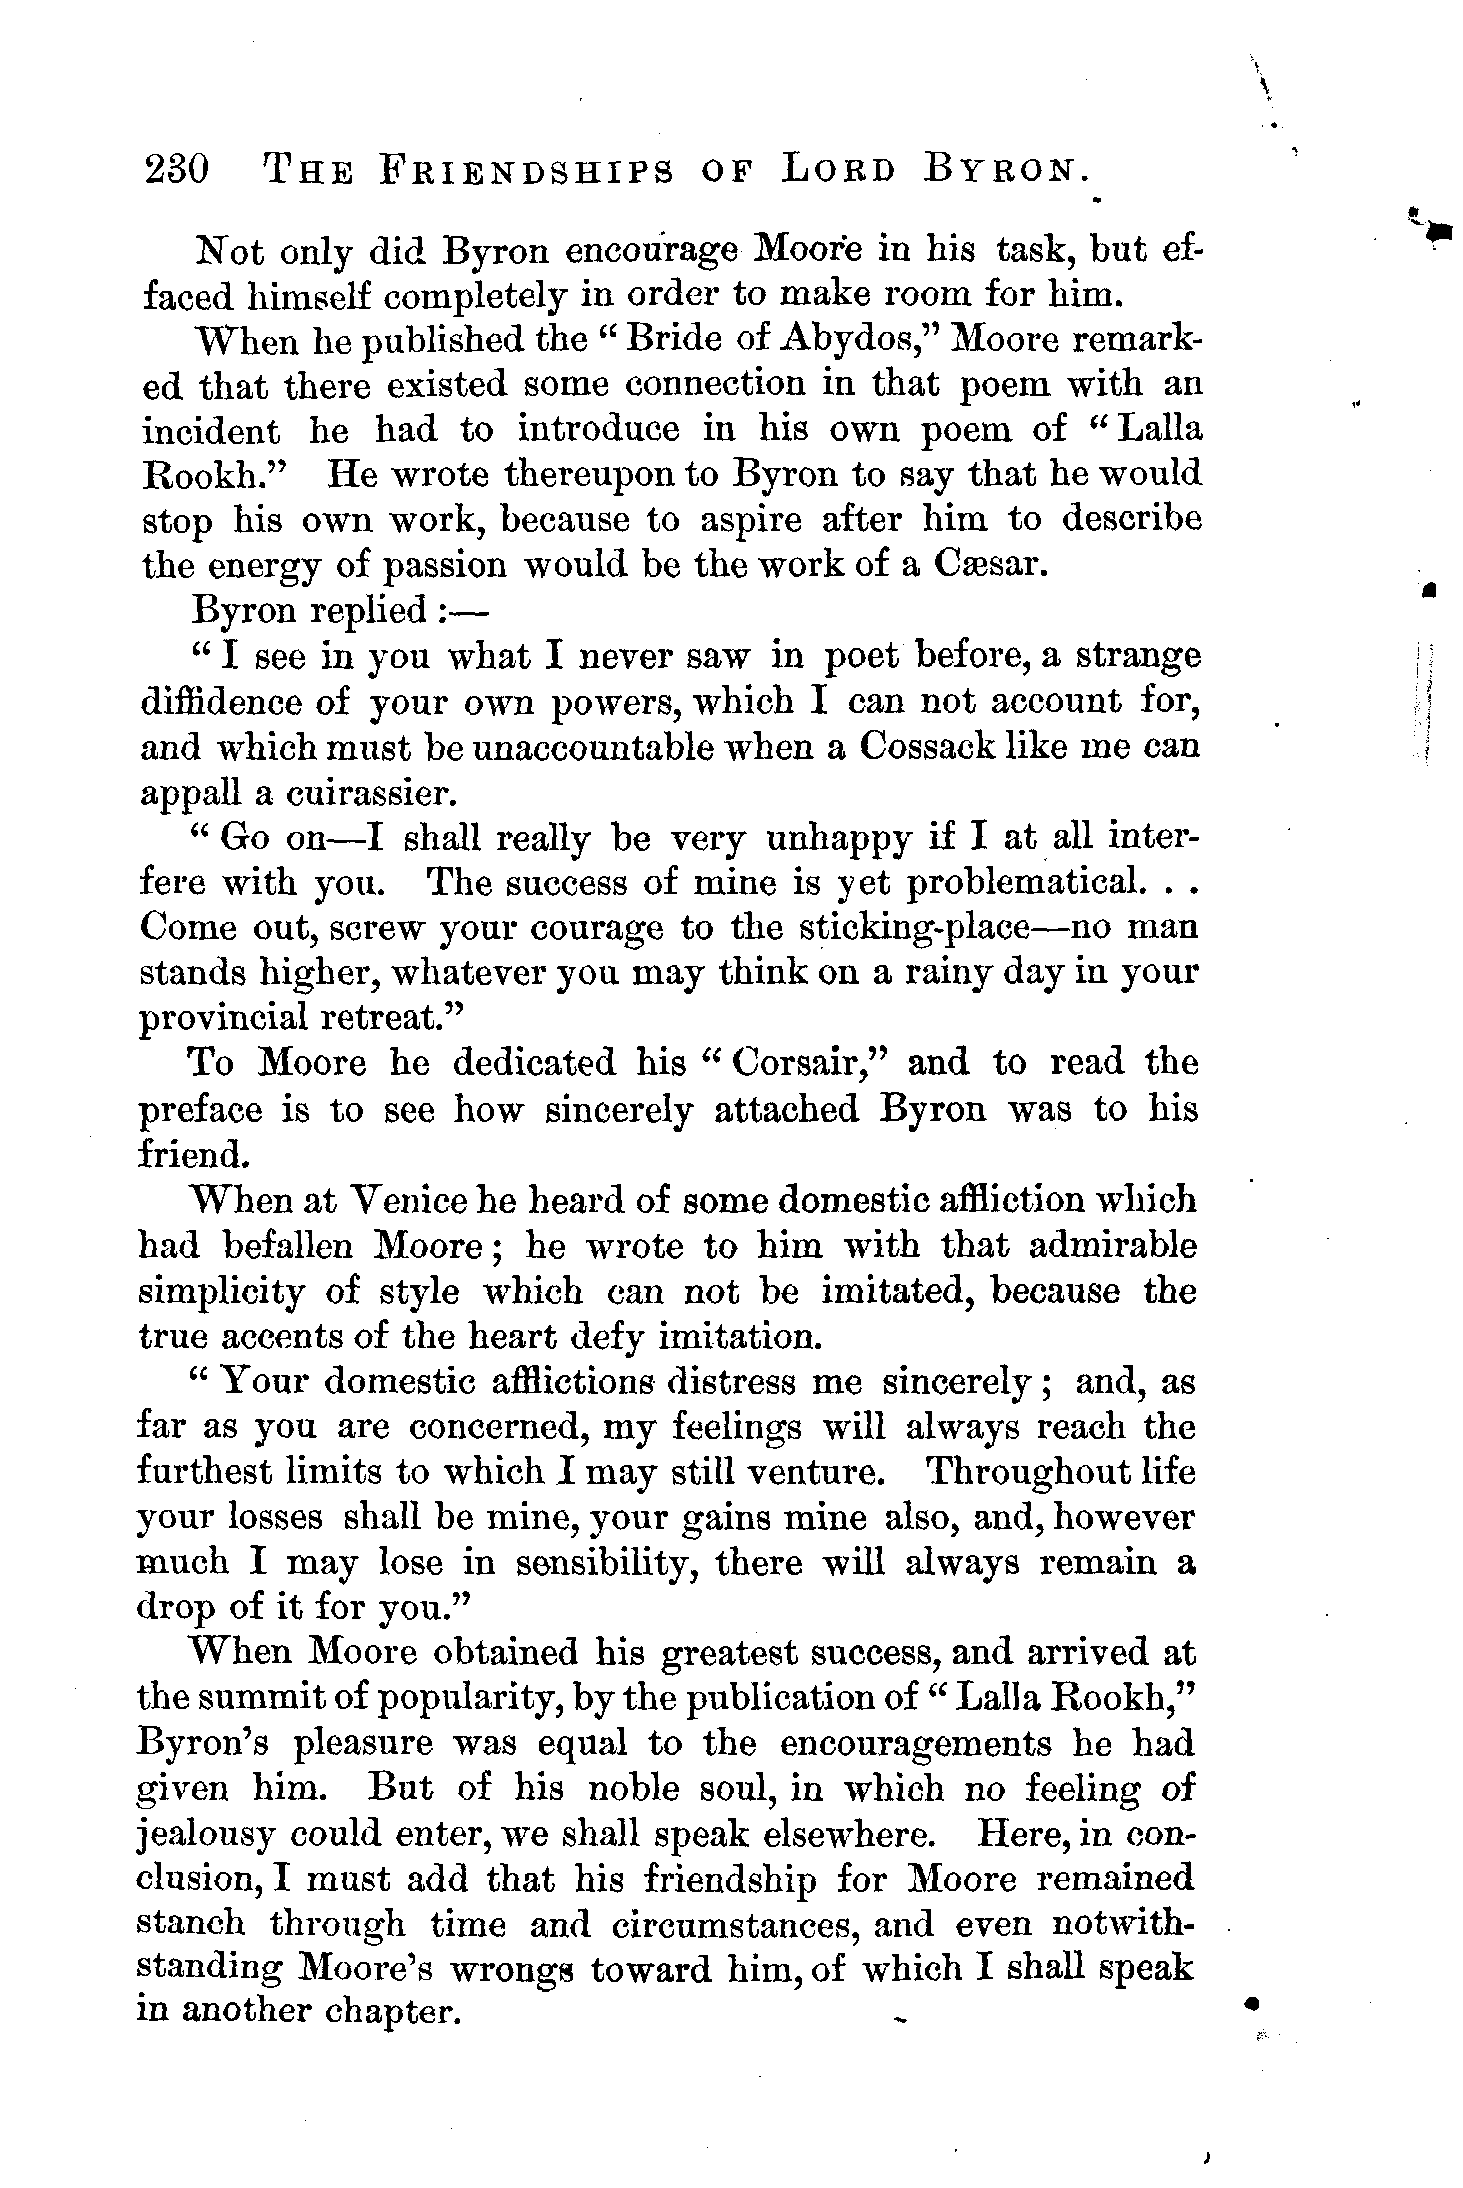 230 THE FRIENDSHIPS OF LORD BYRON.
Not only did Byron encourage Moore in his task, but ef-
faced himself completely in order to make room for him.
When he published the “Bride of Abydos,” Moore remark-
ed that there existed some connection in that poem with an
incident he had to introduce in his own poem of “Lalla
Rookh.” He wrote thereupon to Byron to say that he would
stop his own work, because to aspire after him to describe
the energy of passion would be the work of a Cæsar.
Byron replied:—
“I see in you what I never saw in poet before, a strange
diffidence of your own powers, which I can not account for,
and which must be unaccountable when a Cossack like me can
appall a cuirassier.
“Go on—I shall really be very unhappy if I at all inter-
fere with you. The success of mine is yet problematical. . .
Come out, screw your courage to the sticking-place—no man
stands higher, whatever you may think on a rainy day in your
provincial retreat.”
To Moore he dedicated his “Corsair,” and to read the
preface is to see how sincerely attached Byron was to his
friend.
When at Venice he heard of some domestic affliction which
had befallen Moore; he wrote to him with that admirable
simplicity of style which can not be imitated, because the
true accents of the heart defy imitation.
“Your domestic afflictions distress me sincerely; and, as
far as you are concerned, my feelings will always reach the
furthest limits to which I may still venture. Throughout life
your losses shall be mine, your gains mine also, and, however
much I may lose in sensibility, there will always remain a
drop of it for you.”
When Moore obtained his greatest success, and arrived at
the summit of popularity, by the publication of “Lalla Rookh,”
Byron’s pleasure was equal to the encouragements he had
given him. But of his noble soul, in which no feeling of
jealousy could enter, we shall speak elsewhere. Here, in con-
clusion, I must add that his friendship for Moore remained
stanch through time and circumstances, and even notwith-
standing Moore’s wrongs toward him, of which I shall speak
in another chapter.